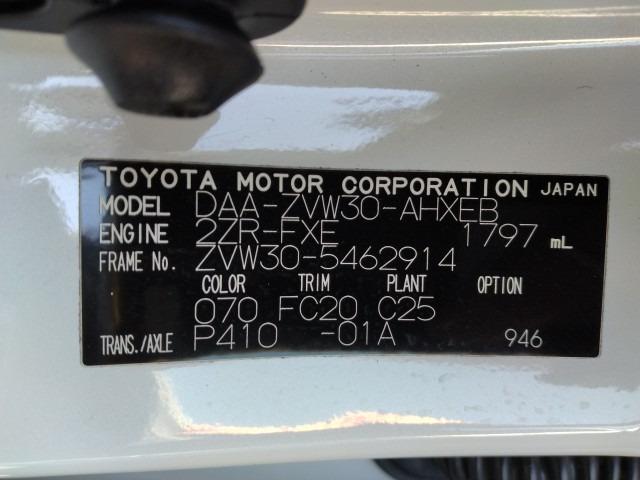 TOYOTA MOTOR CORPORATION JAPAN
MODEL DAA-ZVW30-AHXEB
ENGINE 2ZR-FXE 1797 mL
FRAME No. ZVW30-5462914
COLOR TRIM PLANT OPTION
070 FC20 C25
TRANS./AXLE P410 -01A 946